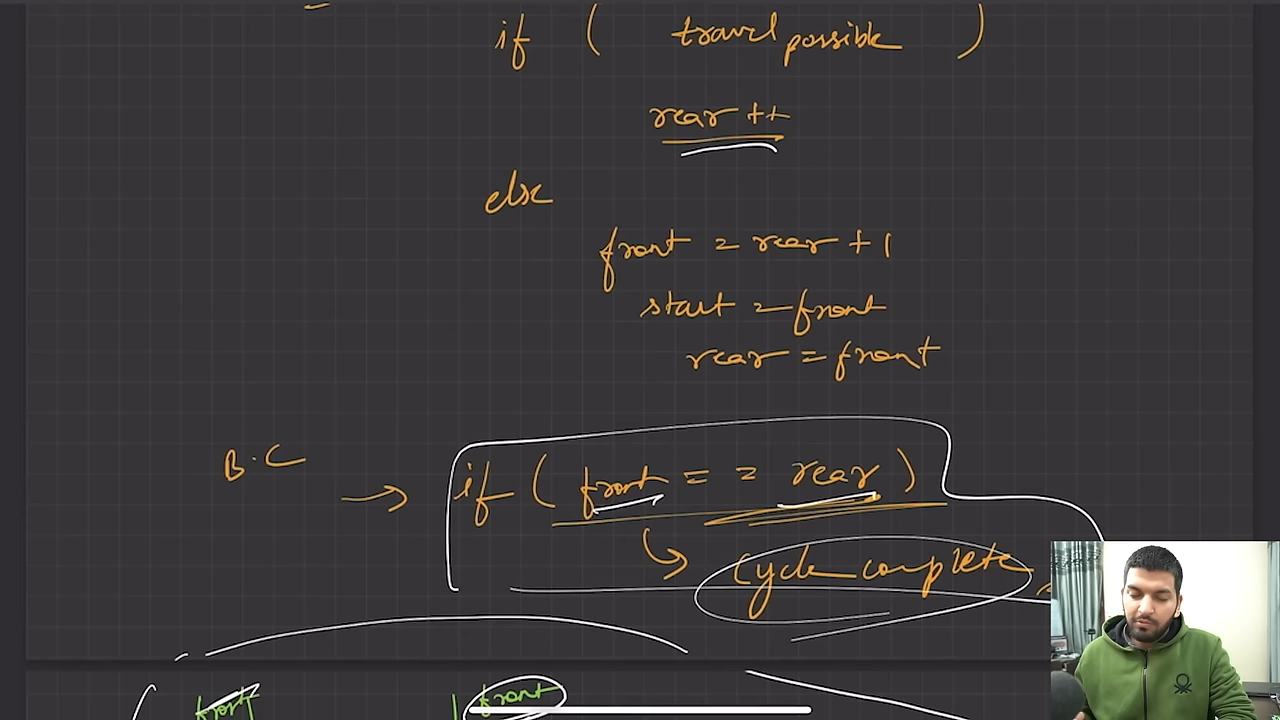 if ( travel possible )
rear ++
else
front = rear + 1
start = front
rear = front
B.C → if ( front = = rear )
↳ cycle complete
front front